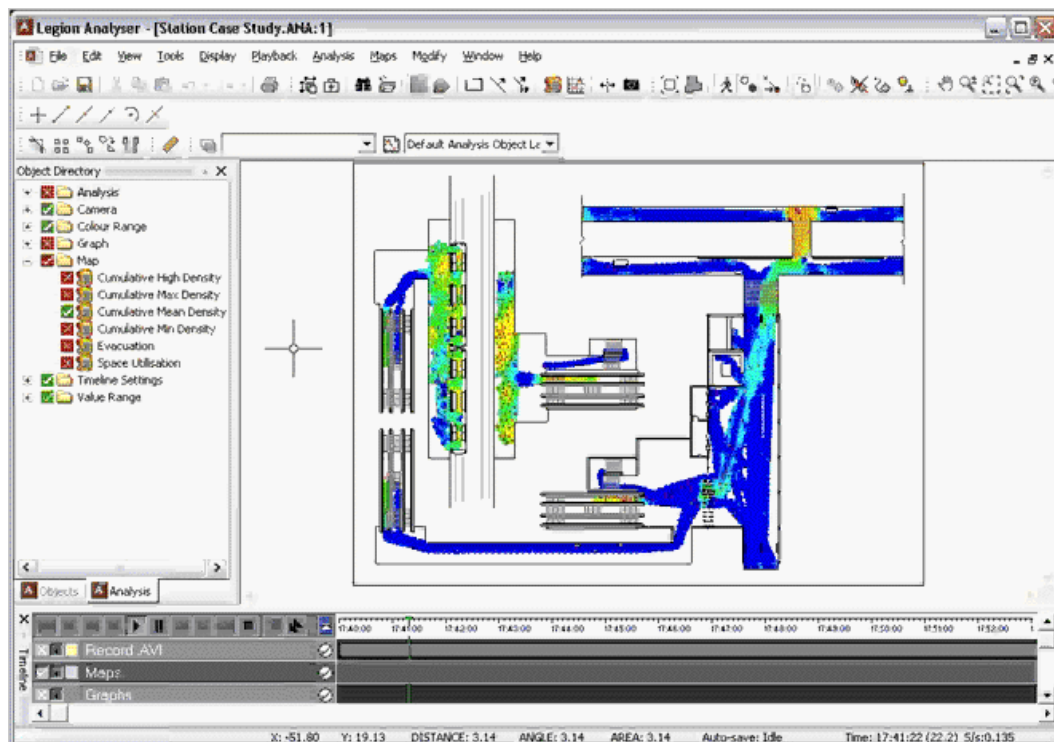 Legion Analyser - [Station Case Study.ANA:1]
File Edit View Tools Display Playback Analysis Maps Modify Window Help
Default Analysis Object La
Object Directory
Analysis
Camera
Colour Range
Graph
Map
Cumulative High Density
Cumulative Max Density
Cumulative Mean Density
Cumulative Min Density
Evacuation
Space Utilisation
Timeline Settings
Value Range
Objects Analysis
Timeline
17:40:00 17:41:00 17:42:00 17:43:00 17:44:00 17:45:00 17:46:00 17:47:00 17:48:00 17:49:00 17:50:00 17:51:00 17:52:00
Record .AVI
Maps
Graphs
X: -51.80 Y: 19.13 DISTANCE: 3.14 ANGLE: 3.14 AREA: 3.14 Auto-save: Idle Time: 17:41:22 (22.2) S/s:0.135